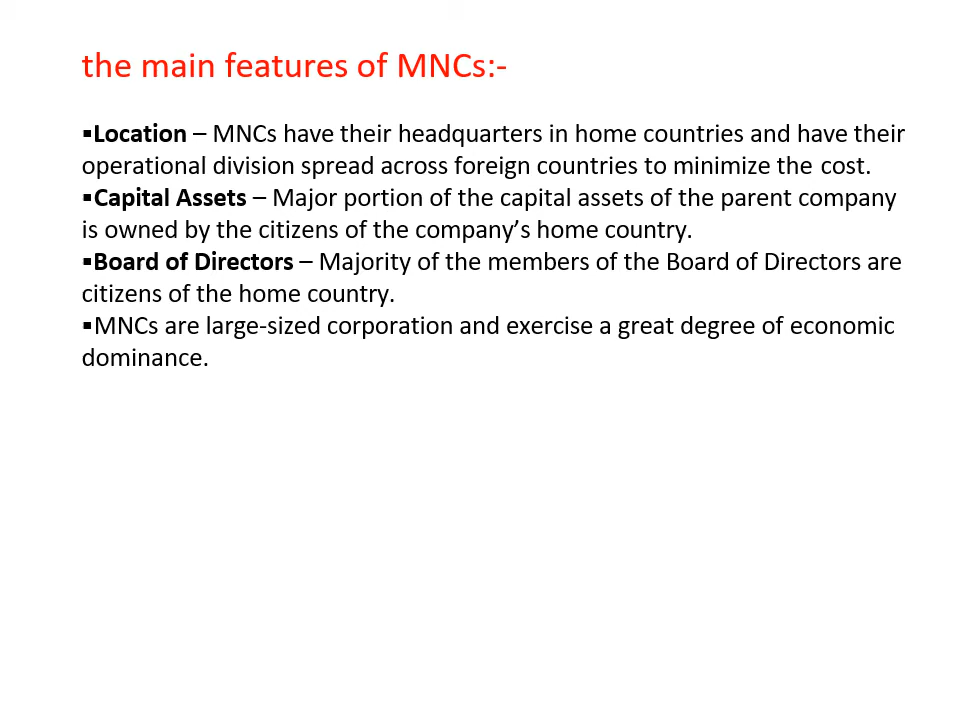 the main features of MNCs:-
▪Location – MNCs have their headquarters in home countries and have their
operational division spread across foreign countries to minimize the cost.
▪Capital Assets – Major portion of the capital assets of the parent company
is owned by the citizens of the company’s home country.
▪Board of Directors – Majority of the members of the Board of Directors are
citizens of the home country.
▪MNCs are large-sized corporation and exercise a great degree of economic
dominance.